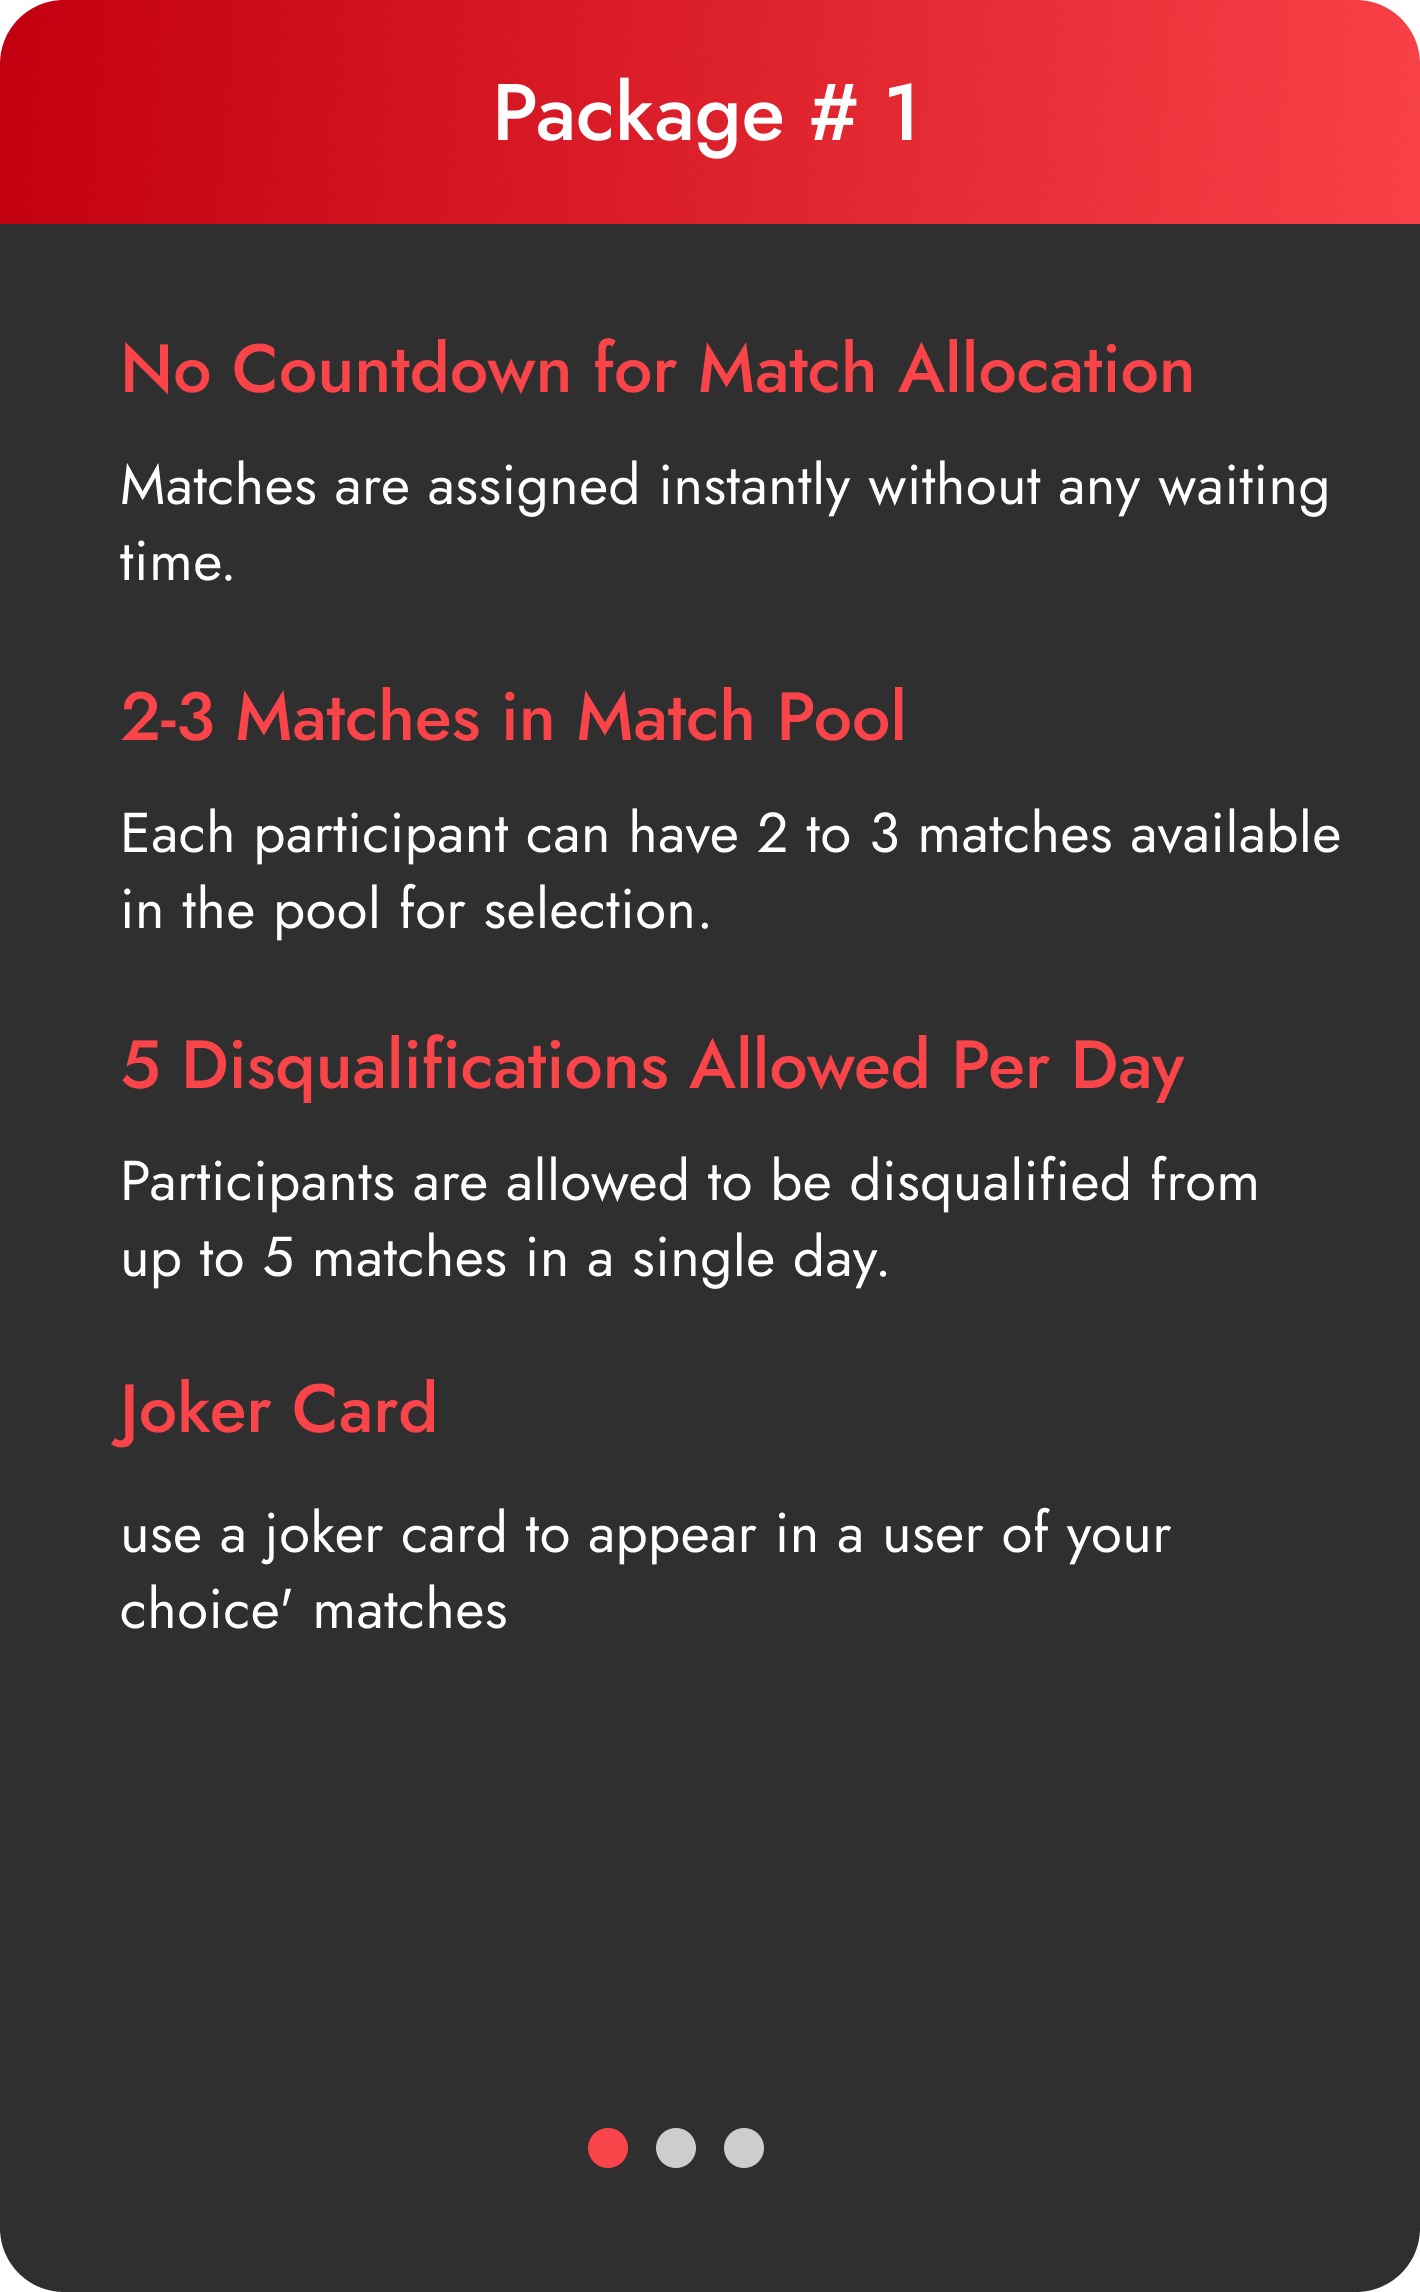 Package # 1
No Countdown for Match Allocation
Matches are assigned instantly without any waiting
time.
2-3 Matches in Match Pool
Each participant can have 2 to 3 matches available
in the pool for selection.
5 Disqualifications Allowed Per Day
Participants are allowed to be disqualified from
up to 5 matches in a single day.
Joker Card
use a joker card to appear in a user of your
choice' matches